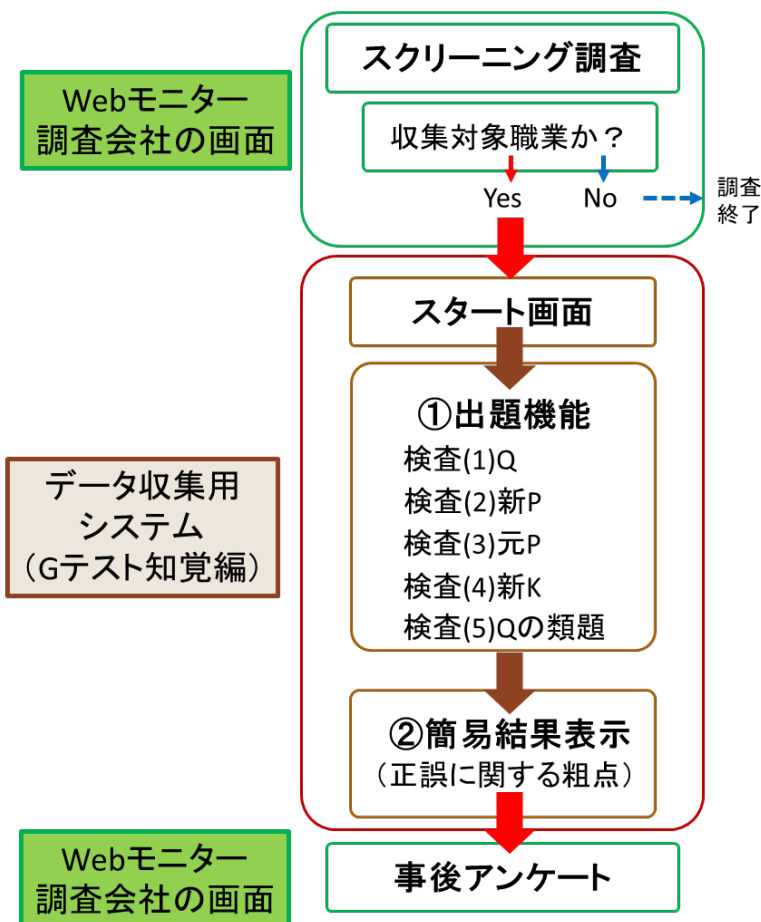 スクリーニング調査
Webモニター
調査会社の画面
収集対象職業か？
Yes
No
調査
終了
スタート画面
①出題機能
検査(1)Q
検査(2)新P
検査(3)元P
検査(4)新K
検査(5)Qの類題
データ収集用
システム
（Gテスト知覚編）
②簡易結果表示
（正誤に関する粗点）
Webモニター
調査会社の画面
事後アンケート